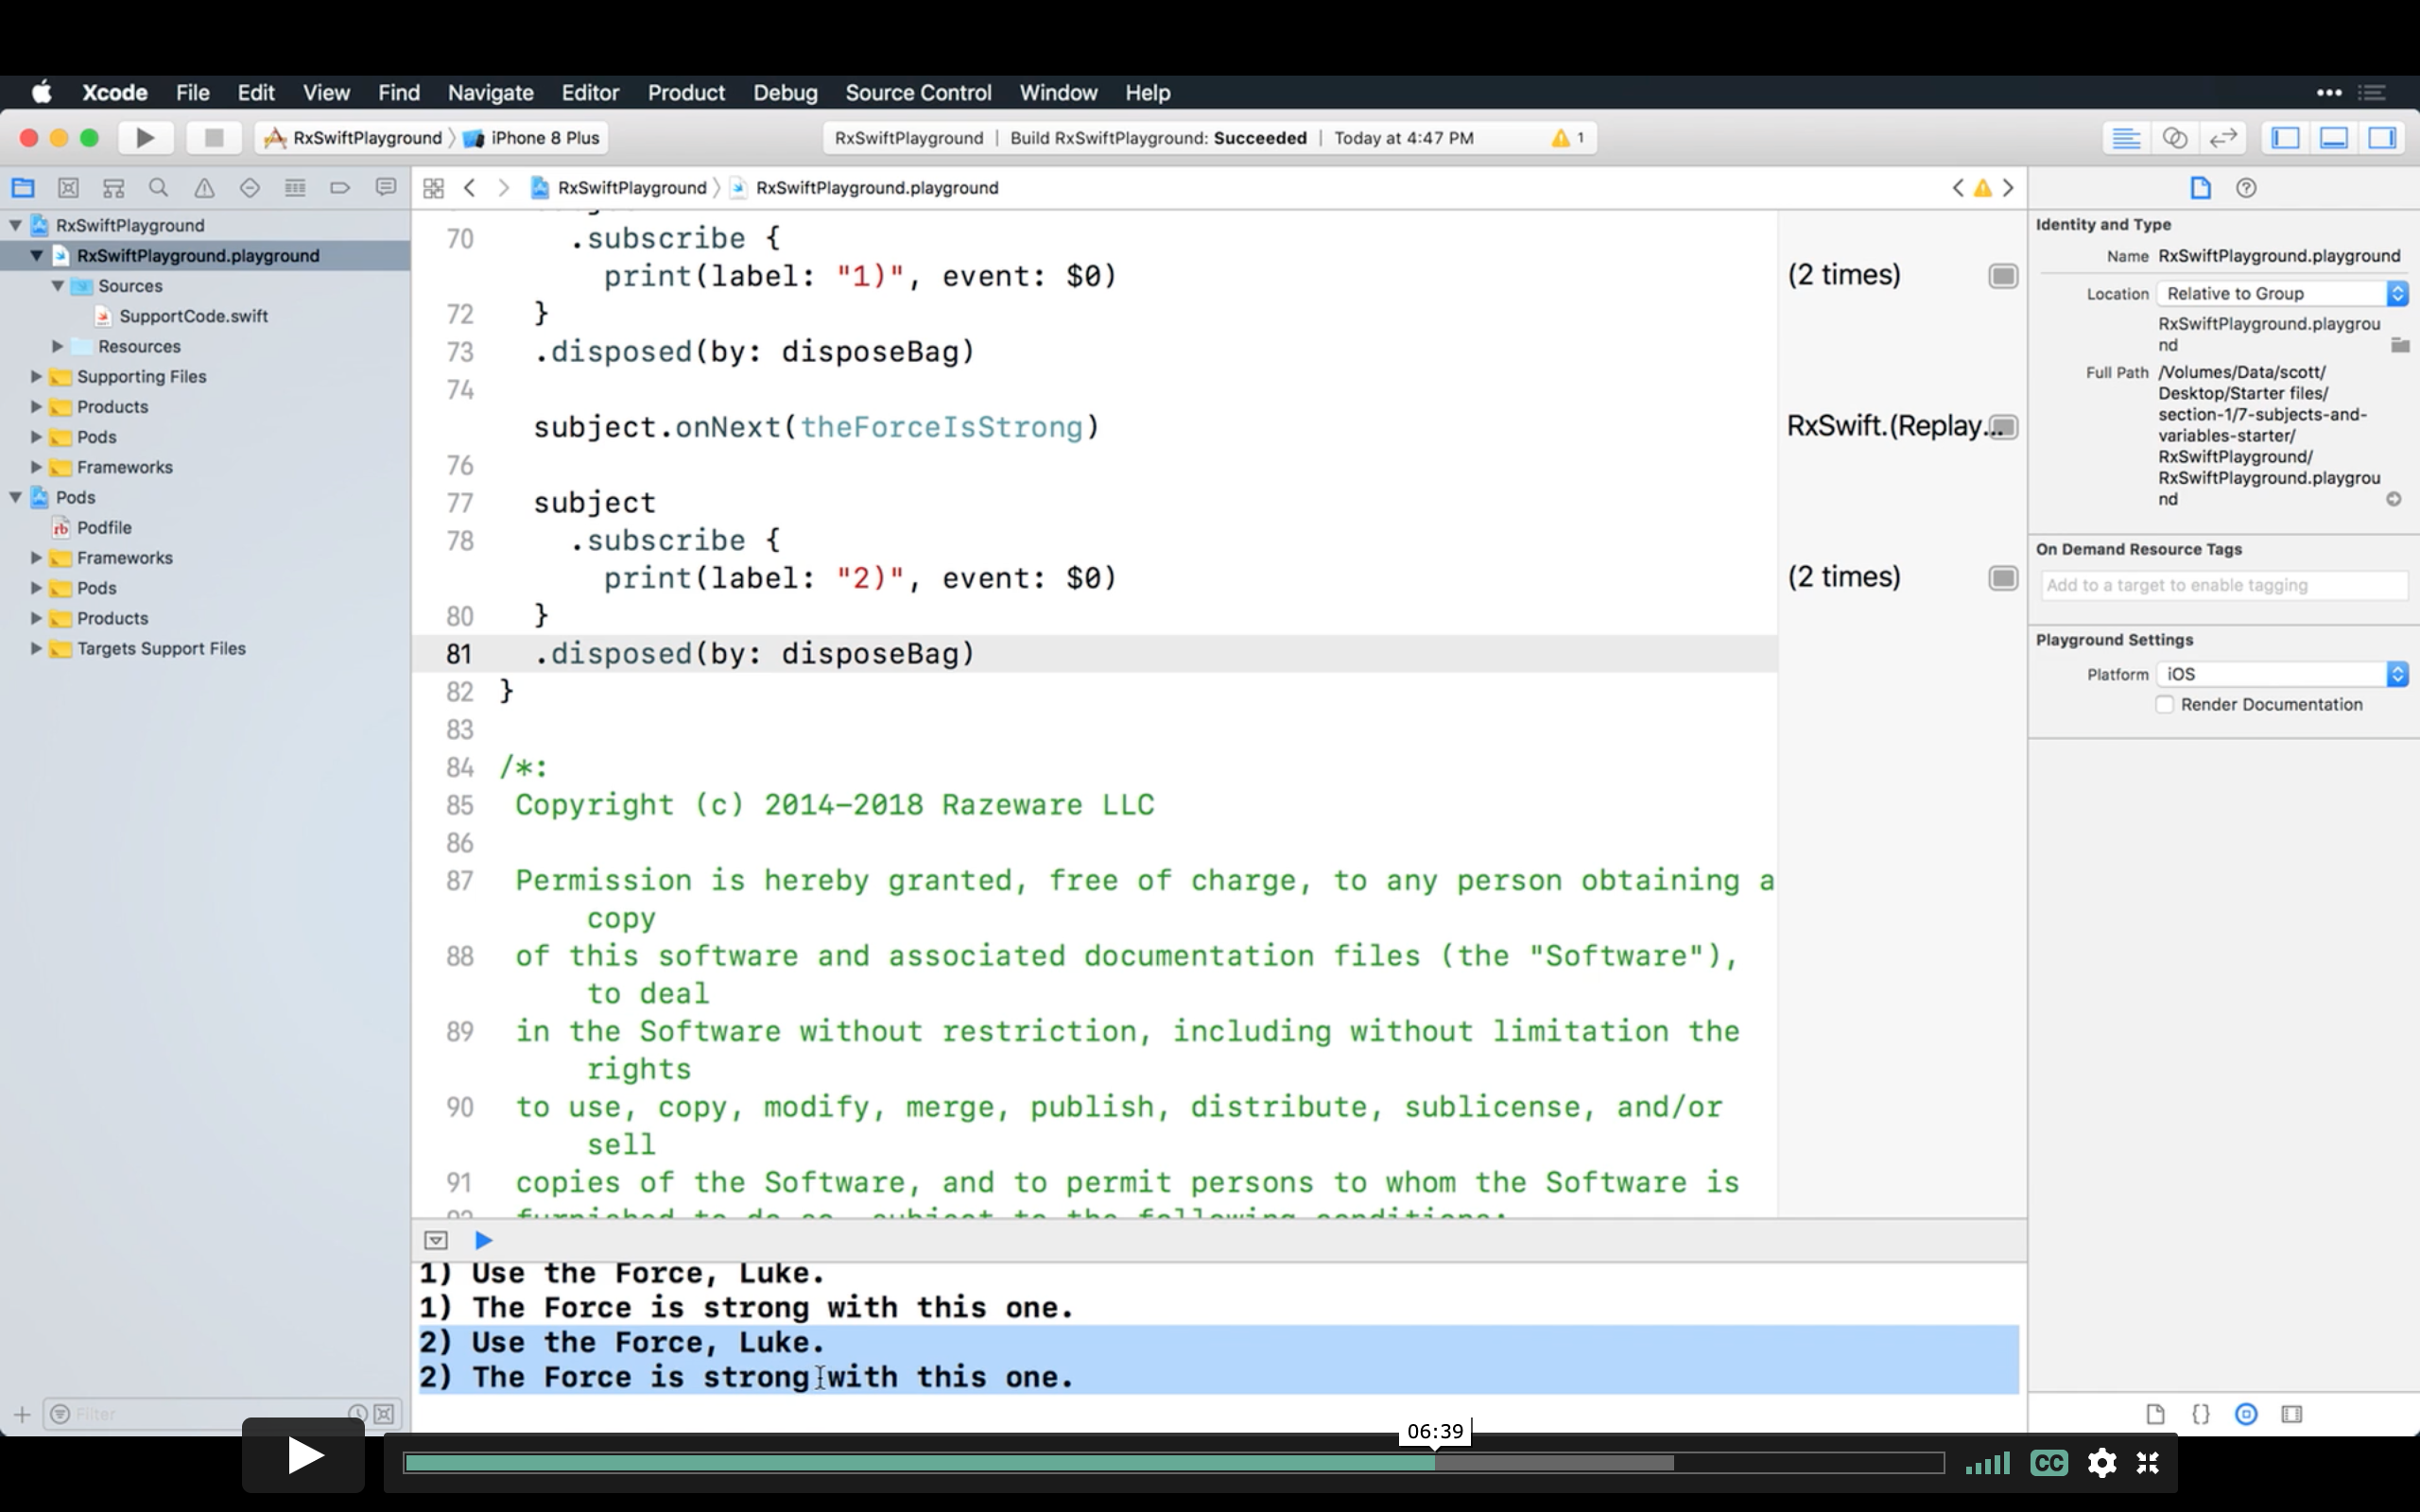 Xcode File Edit View Find Navigate Editor Product Debug Source Control Window Help
RxSwiftPlayground 〉 iPhone 8 Plus
RxSwiftPlayground | Build RxSwiftPlayground: Succeeded | Today at 4:47 PM 1
RxSwiftPlayground 〉 RxSwiftPlayground.playground
RxSwiftPlayground
RxSwiftPlayground.playground
Sources
SupportCode.swift
Resources
Supporting Files
Products
Pods
Frameworks
Pods
Podfile
Frameworks
Pods
Products
Targets Support Files
Filter
70 .subscribe {
print(label: "1)", event: $0) (2 times)
72 }
73 .disposed(by: disposeBag)
74
subject.onNext(theForceIsStrong) RxSwift.(Replay...
76
77 subject
78 .subscribe {
print(label: "2)", event: $0) (2 times)
80 }
81 .disposed(by: disposeBag)
82 }
83
84 /*:
85 Copyright (c) 2014-2018 Razeware LLC
86
87 Permission is hereby granted, free of charge, to any person obtaining a
copy
88 of this software and associated documentation files (the "Software"),
to deal
89 in the Software without restriction, including without limitation the
rights
90 to use, copy, modify, merge, publish, distribute, sublicense, and/or
sell
91 copies of the Software, and to permit persons to whom the Software is
1) Use the Force, Luke.
1) The Force is strong with this one.
2) Use the Force, Luke.
2) The Force is strong with this one.
Identity and Type
Name RxSwiftPlayground.playground
Location Relative to Group
RxSwiftPlayground.playgrou
nd
Full Path /Volumes/Data/scott/
Desktop/Starter files/
section-1/7-subjects-and-
variables-starter/
RxSwiftPlayground/
RxSwiftPlayground.playgrou
nd
On Demand Resource Tags
Add to a target to enable tagging
Playground Settings
Platform iOS
Render Documentation
06:39
CC